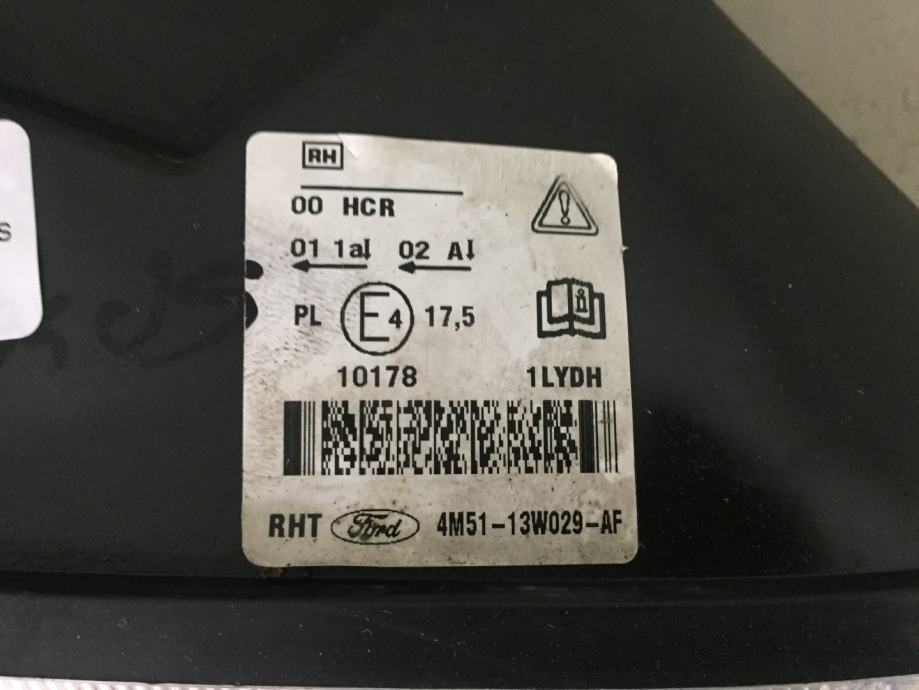 RH
00 HCR
01 1a↓ 02 A↓
PL E4 17,5
10178 1LYDH
RHT Ford 4M51-13W029-AF
s